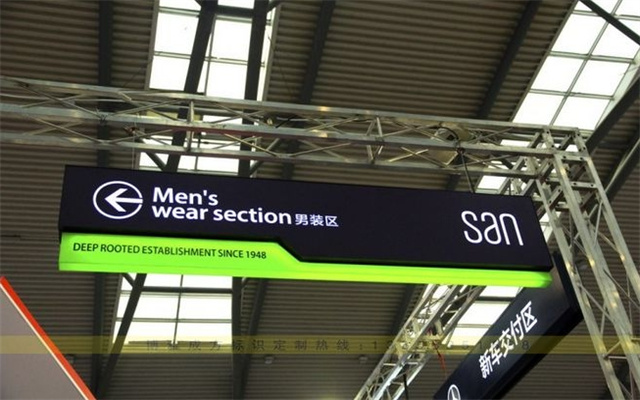 Men's
wear section 男装区
san
DEEP ROOTED ESTABLISHMENT SINCE 1948
新车交付区